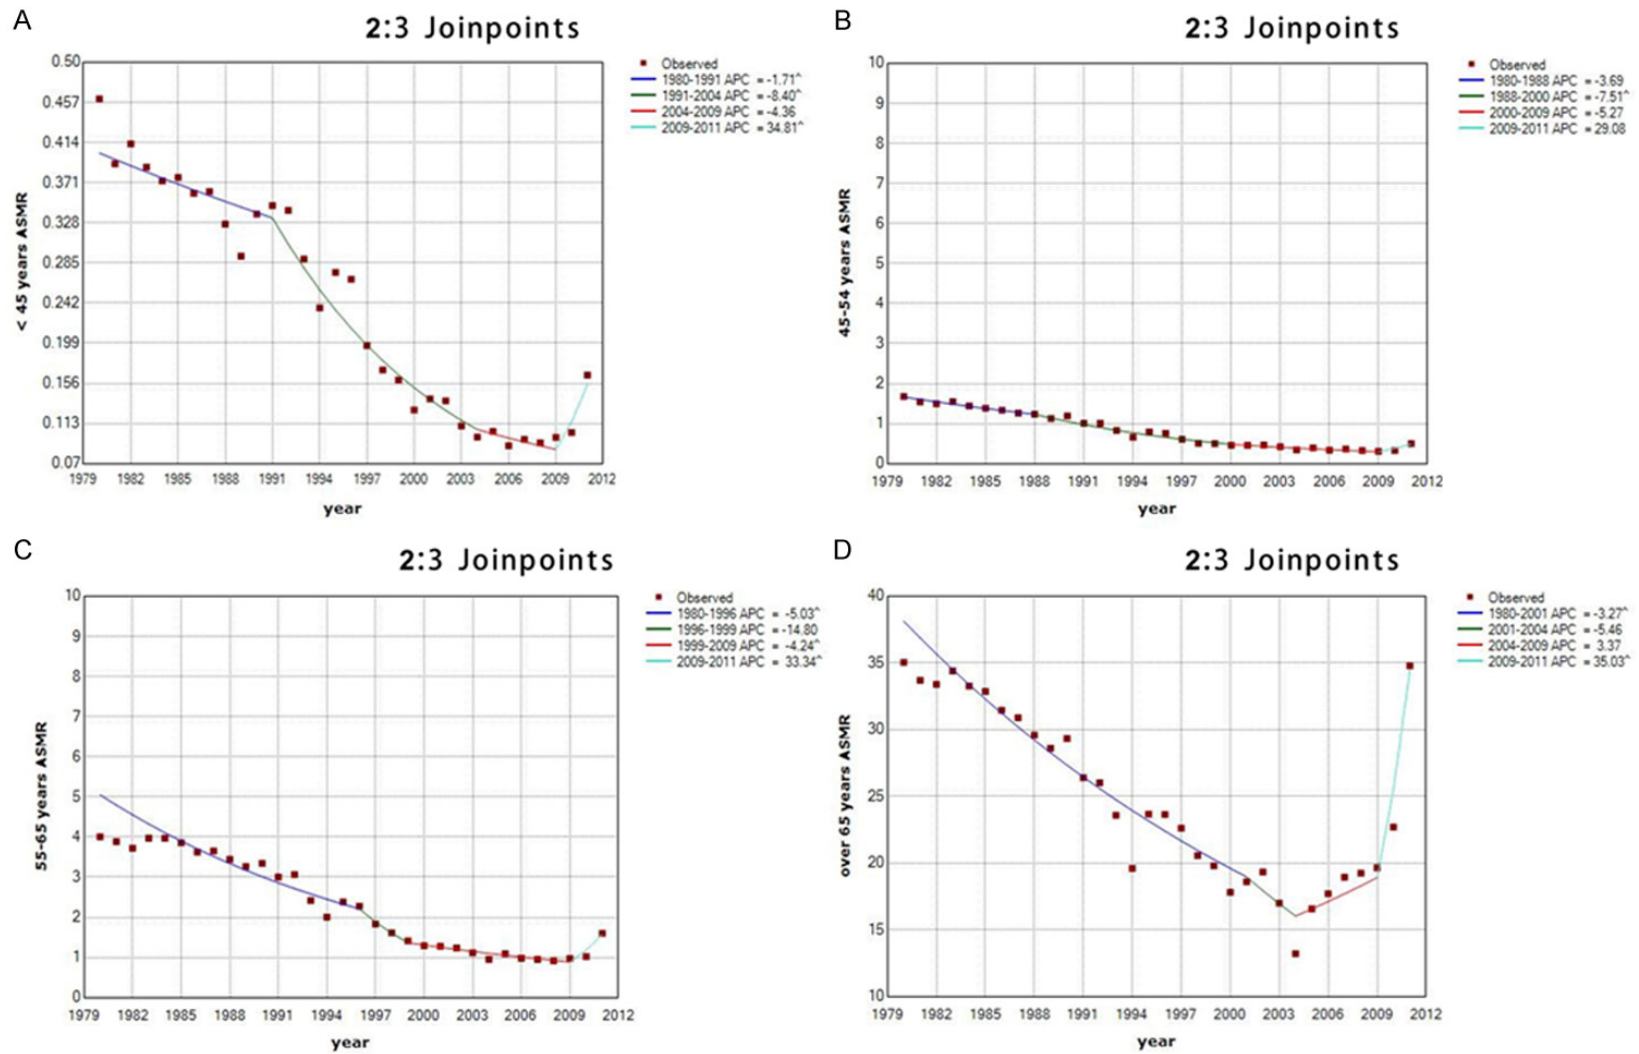 A
2:3 Joinpoints
0.50
0.457
0.414
0.371
0.328
0.285
0.242
0.199
0.156
0.113
0.07
< 45 years ASMR
1979 1982 1985 1988 1991 1994 1997 2000 2003 2006 2009 2012
year
Observed
1980-1991 APC = -1.71^
1991-2004 APC = -8.40^
2004-2009 APC = -4.36
2009-2011 APC = 34.81^
B
2:3 Joinpoints
10
9
8
7
6
5
4
3
2
1
0
45-54 years ASMR
1979 1982 1985 1988 1991 1994 1997 2000 2003 2006 2009 2012
year
Observed
1980-1988 APC = -3.69
1988-2000 APC = -7.51^
2000-2009 APC = -5.27
2009-2011 APC = 29.08
C
2:3 Joinpoints
10
9
8
7
6
5
4
3
2
1
0
55-65 years ASMR
1979 1982 1985 1988 1991 1994 1997 2000 2003 2006 2009 2012
year
Observed
1980-1996 APC = -5.03^
1996-1999 APC = -14.80
1999-2009 APC = -4.24^
2009-2011 APC = 33.34^
D
2:3 Joinpoints
40
35
30
25
20
15
10
over 65 years ASMR
1979 1982 1985 1988 1991 1994 1997 2000 2003 2006 2009 2012
year
Observed
1980-2001 APC = -3.27^
2001-2004 APC = -5.46
2004-2009 APC = 3.37
2009-2011 APC = 35.03^